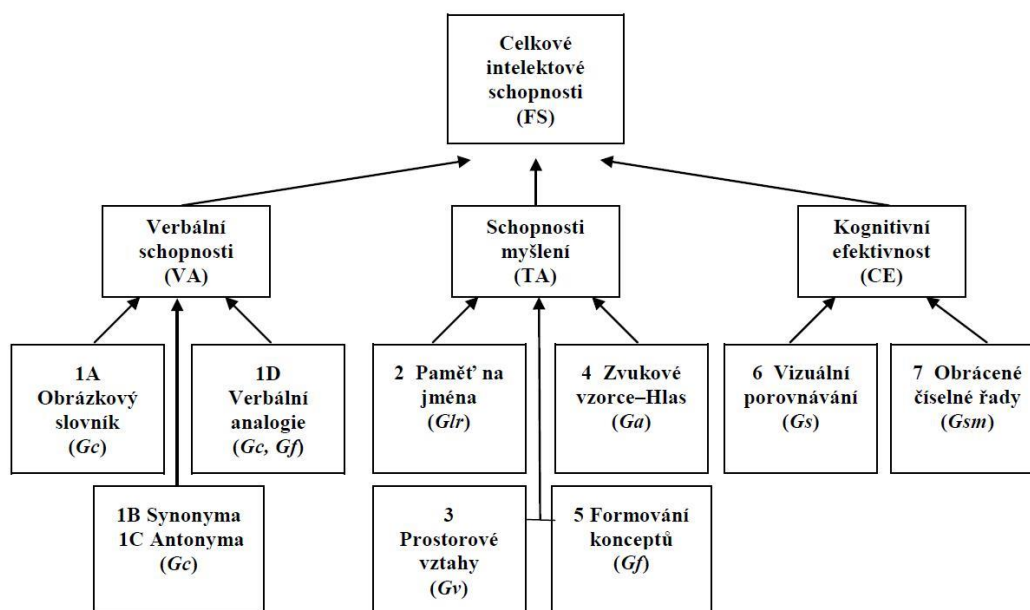 Celkové
intelektové
schopnosti
(FS)
Verbální
schopnosti
(VA)
Schopnosti
myšlení
(TA)
Kognitivní
efektivnost
(CE)
1A
Obrázkový
slovník
(Gc)
1D
Verbální
analogie
(Gc, Gf)
2 Paměť na
jména
(Glr)
4 Zvukové
vzorce–Hlas
(Ga)
6 Vizuální
porovnávání
(Gs)
7 Obrácené
číselné řady
(Gsm)
1B Synonyma
1C Antonyma
(Gc)
3
Prostorové
vztahy
(Gv)
5 Formování
konceptů
(Gf)